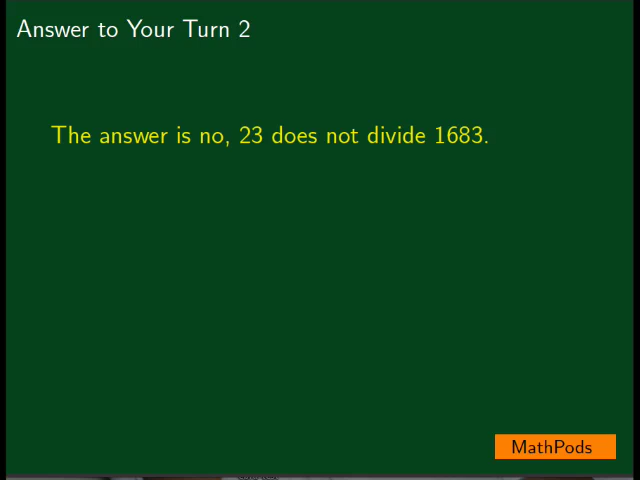 Answer to Your Turn 2
The answer is no, 23 does not divide 1683.
MathPods